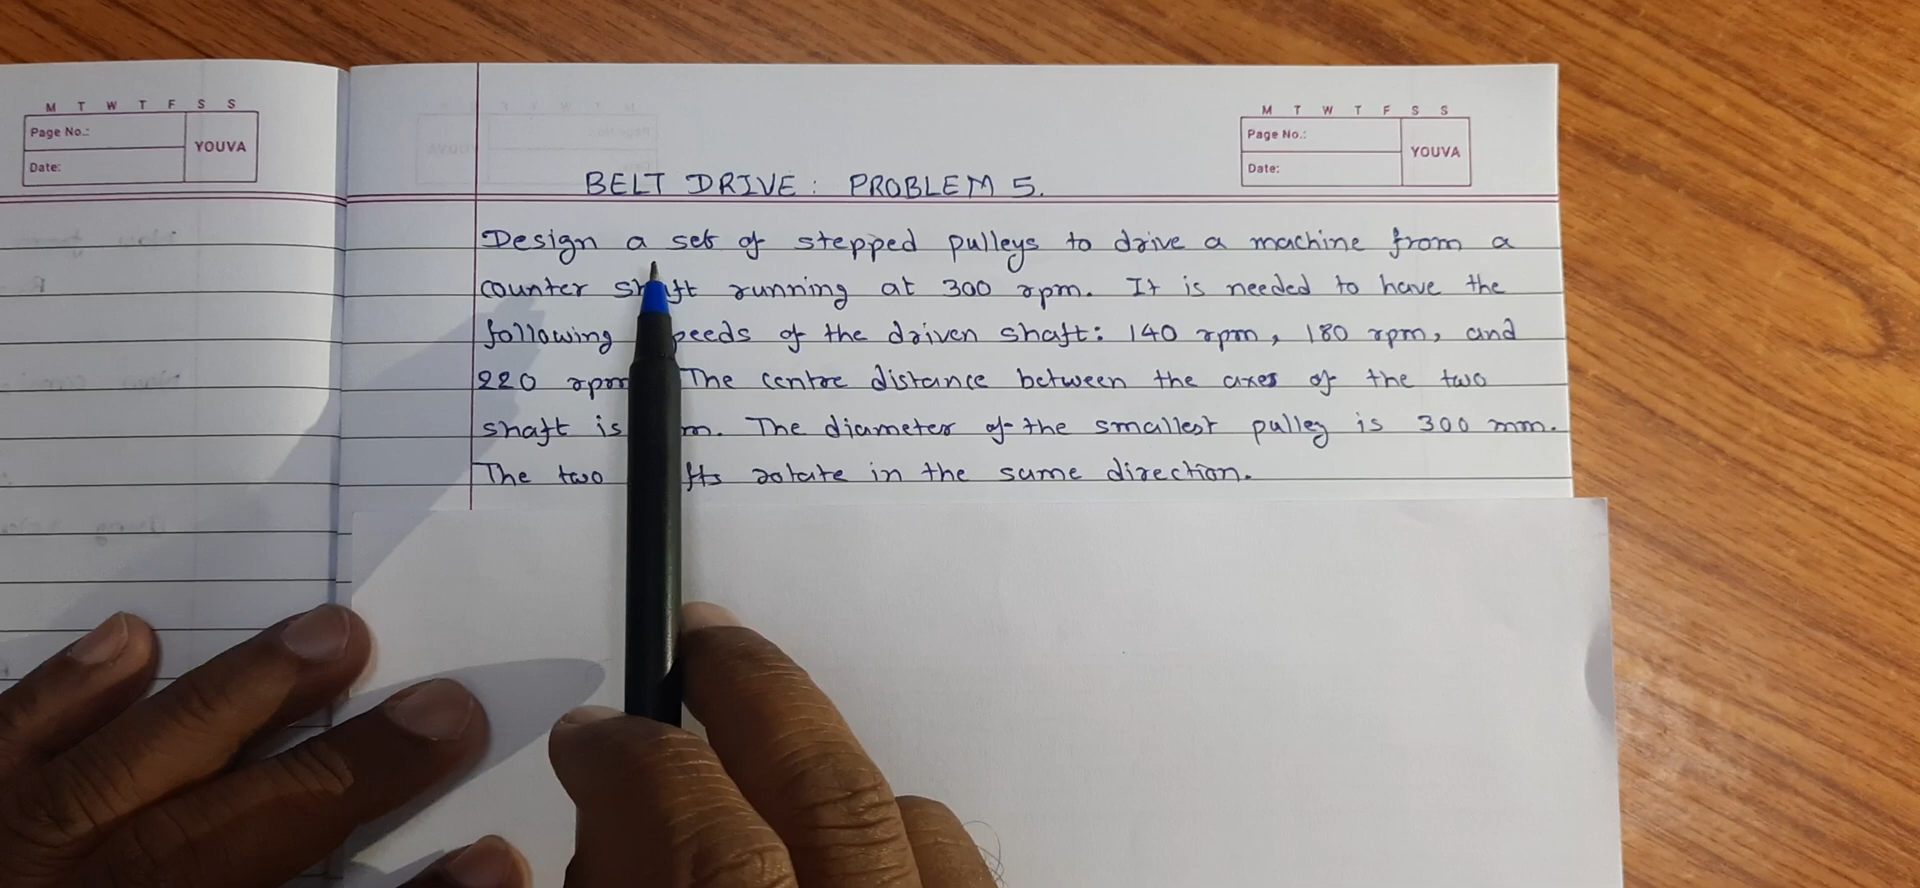 M T W T F S S
Page No.:
YOUVA
Date:
M T W T F S S
Page No.:
YOUVA
Date:
BELT DRIVE: PROBLEM 5.
Design a set of stepped pulleys to drive a machine from a
counter shaft running at 300 rpm. It is needed to have the
following peeds of the driven shaft: 140 rpm, 180 rpm, and
220 rpm The centre distance between the axes of the two
shaft is m. The diameter of the smallest pulley is 300 mm.
The two fts rotate in the same direction.